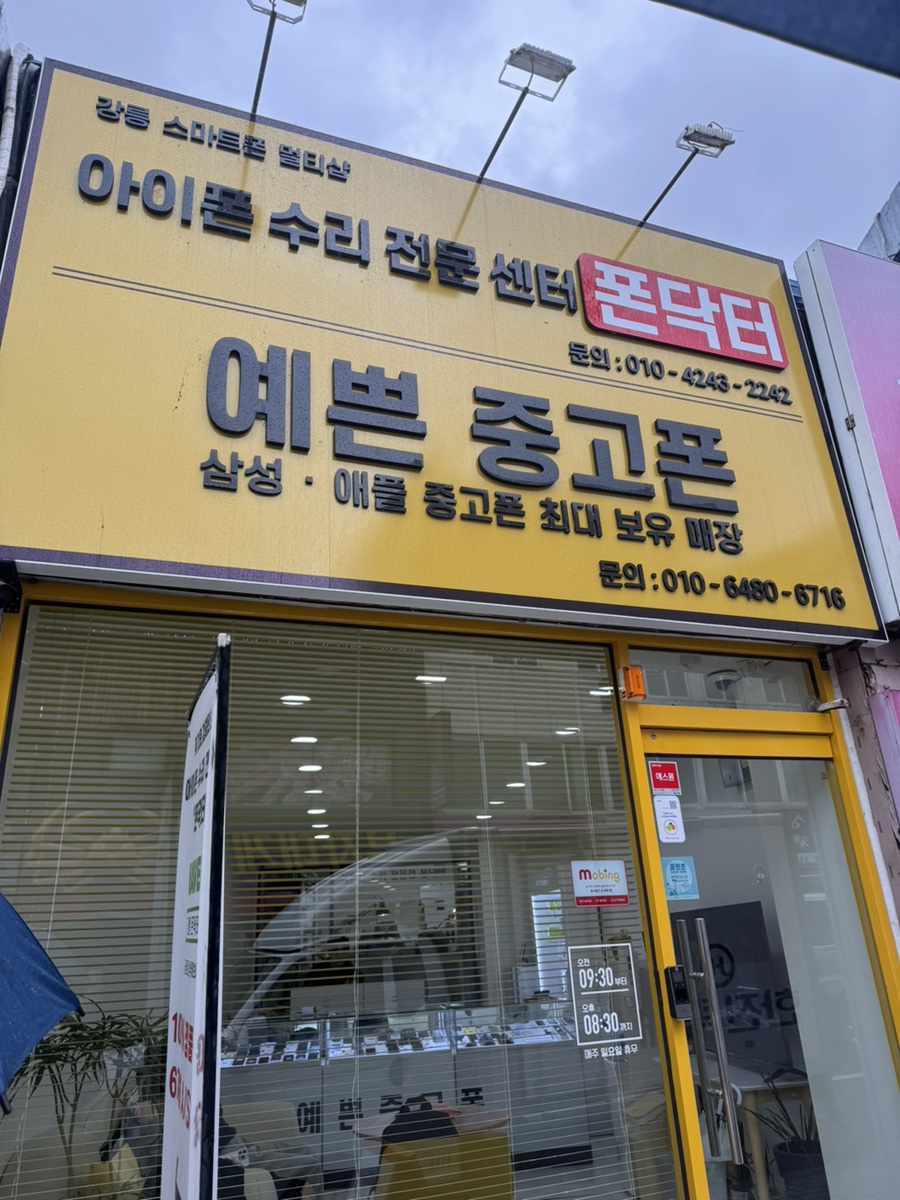 강릉 스마트폰 멀티샵
아이폰 수리 전문 센터 폰닥터
문의 : 010 - 4243 - 2242
예쁜 중고폰
삼성 · 애플 중고폰 최대 보유 매장
문의 : 010 - 6480 - 6716
에스원
mobing
오전
09:30 부터
오후
08:30 까지
매주 일요일 휴무
예쁜 중고폰